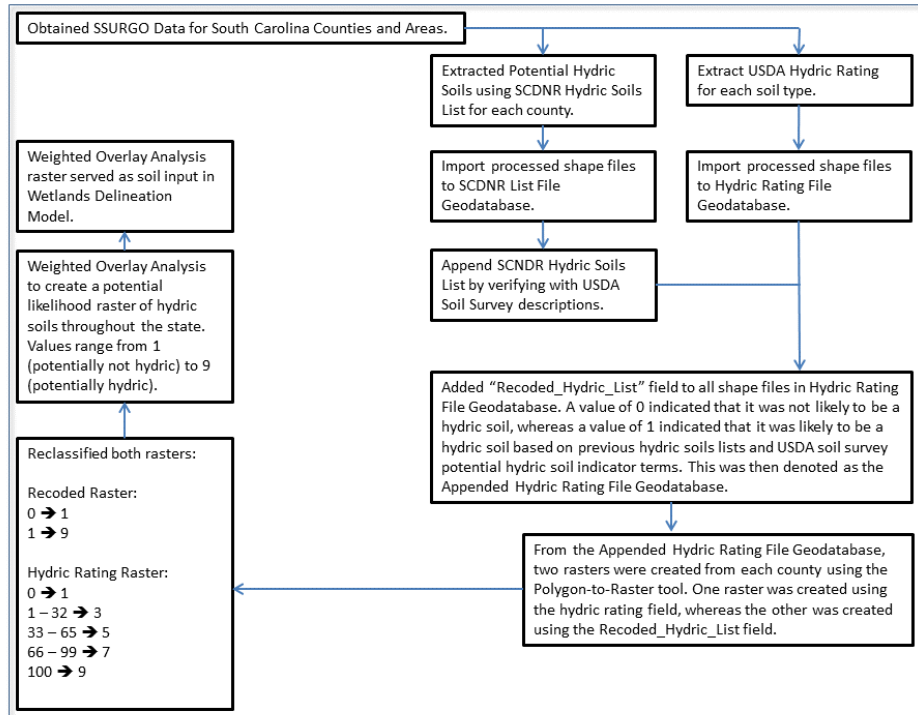 Obtained SSURGO Data for South Carolina Counties and Areas.
Extracted Potential Hydric
Soils using SCDNR Hydric Soils
List for each county.
Extract USDA Hydric Rating
for each soil type.
Import processed shape files
to SCDNR List File
Geodatabase.
Import processed shape files
to Hydric Rating File
Geodatabase.
Append SCNDR Hydric Soils
List by verifying with USDA
Soil Survey descriptions.
Added “Recoded_Hydric_List” field to all shape files in Hydric Rating
File Geodatabase. A value of 0 indicated that it was not likely to be a
hydric soil, whereas a value of 1 indicated that it was likely to be a
hydric soil based on previous hydric soils lists and USDA soil survey
potential hydric soil indicator terms. This was then denoted as the
Appended Hydric Rating File Geodatabase.
From the Appended Hydric Rating File Geodatabase,
two rasters were created from each county using the
Polygon-to-Raster tool. One raster was created using
the hydric rating field, whereas the other was created
using the Recoded_Hydric_List field.
Reclassified both rasters:
Recoded Raster:
0 ➔ 1
1 ➔ 9
Hydric Rating Raster:
0 ➔ 1
1 – 32 ➔ 3
33 – 65 ➔ 5
66 – 99 ➔ 7
100 ➔ 9
Weighted Overlay Analysis
to create a potential
likelihood raster of hydric
soils throughout the state.
Values range from 1
(potentially not hydric) to 9
(potentially hydric).
Weighted Overlay Analysis
raster served as soil input in
Wetlands Delineation
Model.